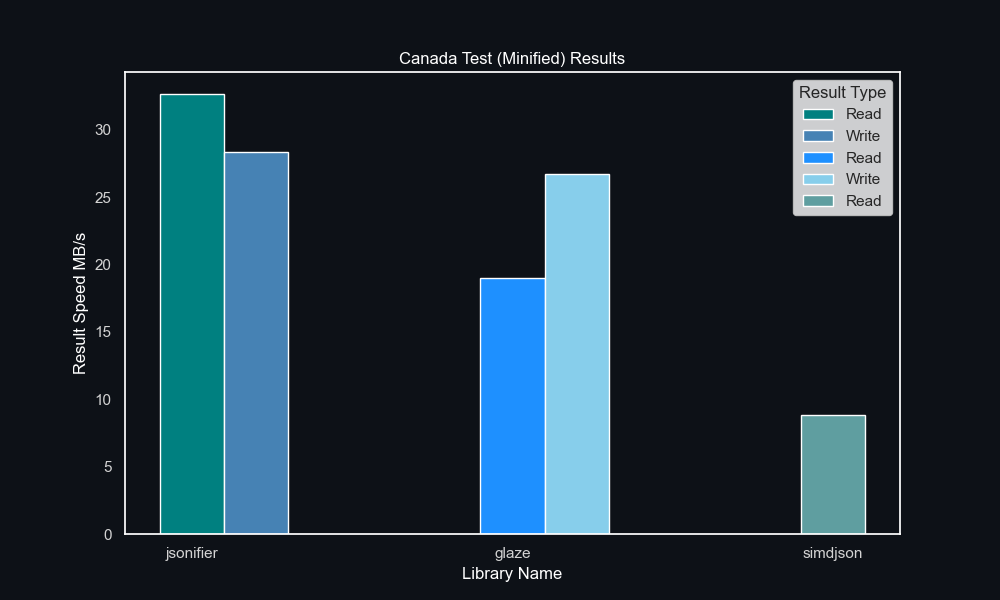 Canada Test (Minified) Results
Result Type
Read
Write
Read
Write
Read
Result Speed MB/s
30
25
20
15
10
5
0
jsonifier
glaze
simdjson
Library Name